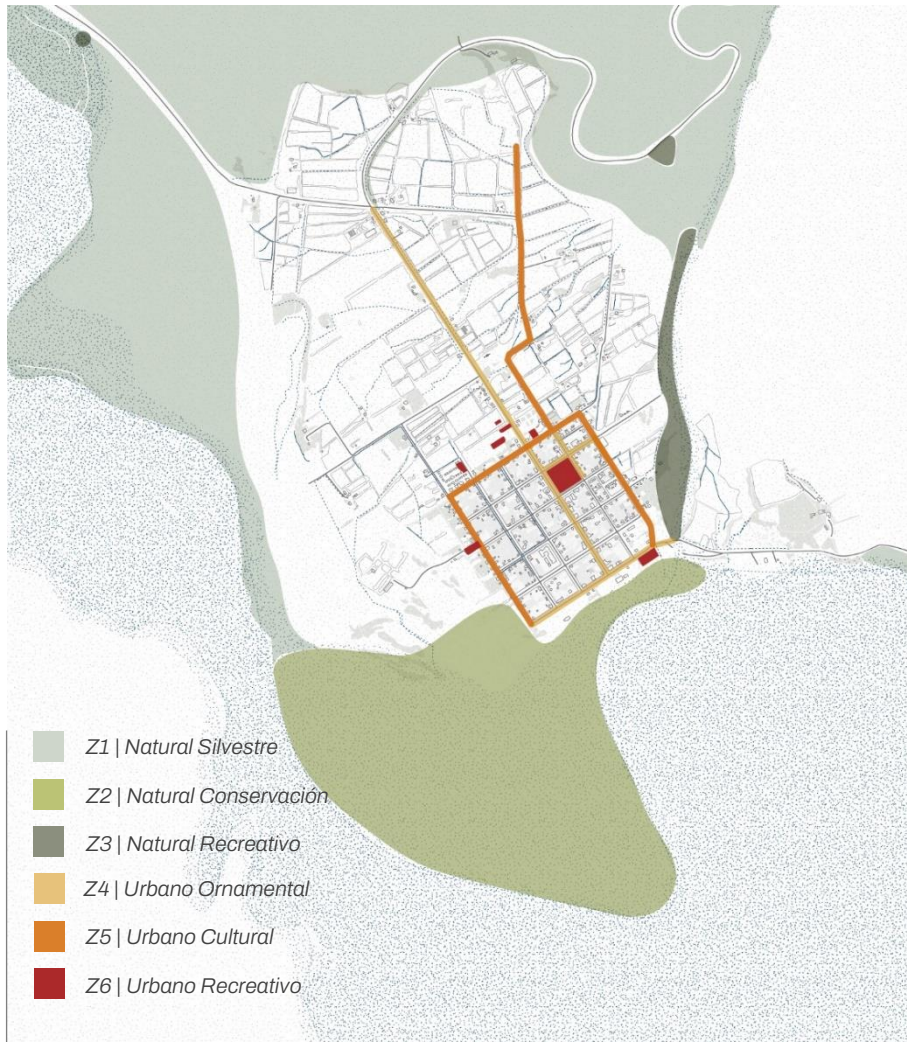 Z1 | Natural Silvestre
Z2 | Natural Conservación
Z3 | Natural Recreativo
Z4 | Urbano Ornamental
Z5 | Urbano Cultural
Z6 | Urbano Recreativo